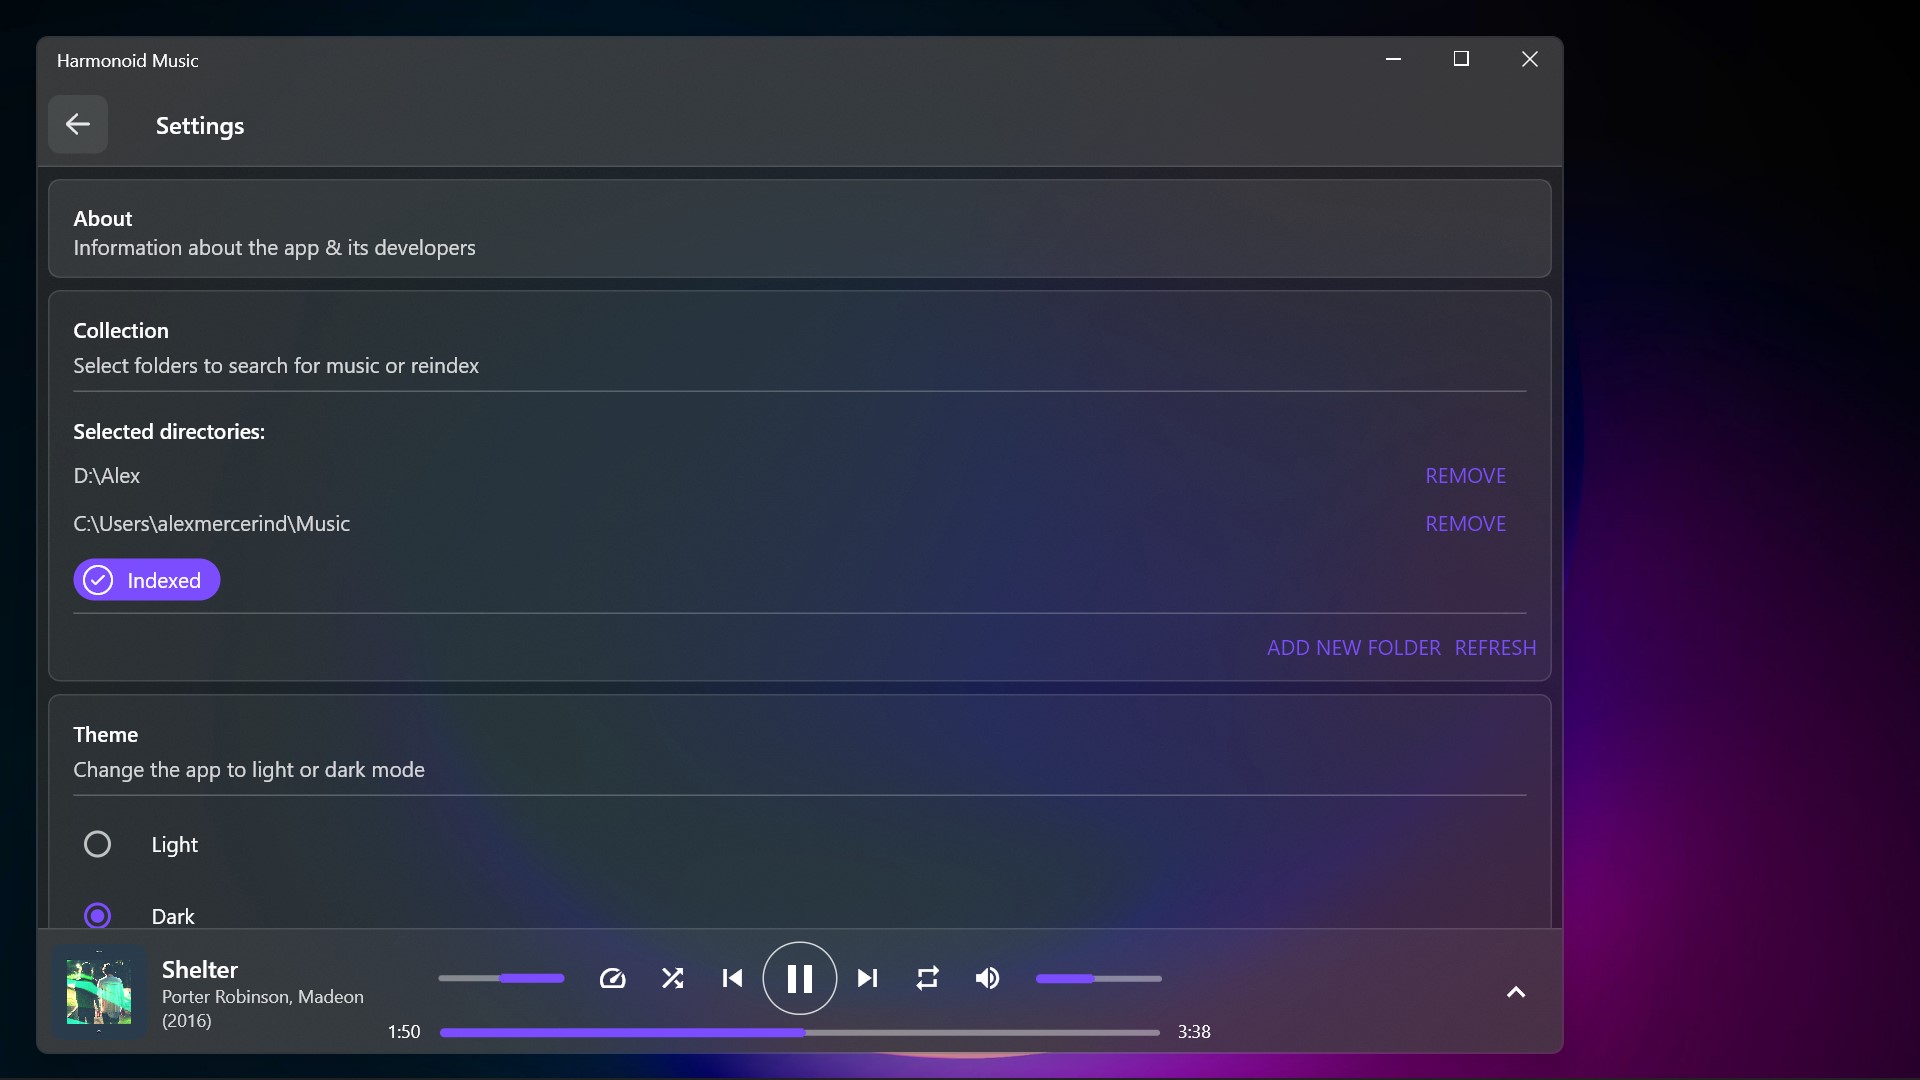 Harmonoid Music
Settings
About
Information about the app & its developers
Collection
Select folders to search for music or reindex
Selected directories:
D:\Alex
REMOVE
C:\Users\alexmercerind\Music
REMOVE
Indexed
ADD NEW FOLDER REFRESH
Theme
Change the app to light or dark mode
Light
Dark
Shelter
Porter Robinson, Madeon
(2016)
1:50
3:38